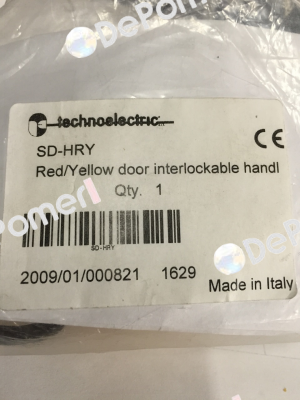 technoelectric
SD-HRY
Red/Yellow door interlockable handl
Qty. 1
SD-HRY
2009/01/000821 1629
Made in Italy
CE
DePomeri